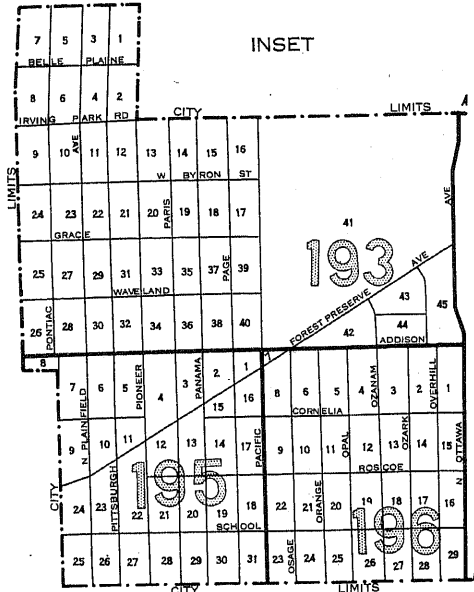 INSET
7 5 3 1
BELLE PLAINE
8 6 4 2
CITY LIMITS
IRVING PARK RD
AVE
9 10 11 12 13 14 15 16
W BYRON ST
LIMITS
AVE
24 23 22 21 20 PARIS 19 18 17
41
GRACE
193
25 27 29 31 33 35 37 PAGE 39
AVE
WAVELAND
FOREST PRESERVE
43
45
26 PONTIAC 28 30 32 34 36 38 40
42
44
ADDISON
8
7 N PLAINFIELD 6 5 PIONEER 4 3 PANAMA 2 1
7
8 6 5 4 OZANAM 3 2 OVERHILL 1
15 16
CORNELIA
9 10 11 12 13 14 17 PACIFIC
9 10 11 OPAL 12 13 OZARK 14 15 OTTAWA
ROSCOE
N
195
CITY
24 23 PITTSBURGH 22 21 20 19 18
22 21 ORANGE 20 19 18 17 16
SCHOOL
196
25 26 27 28 29 30 31
23 OSAGE 24 25 26 27 28 29
CITY LIMITS